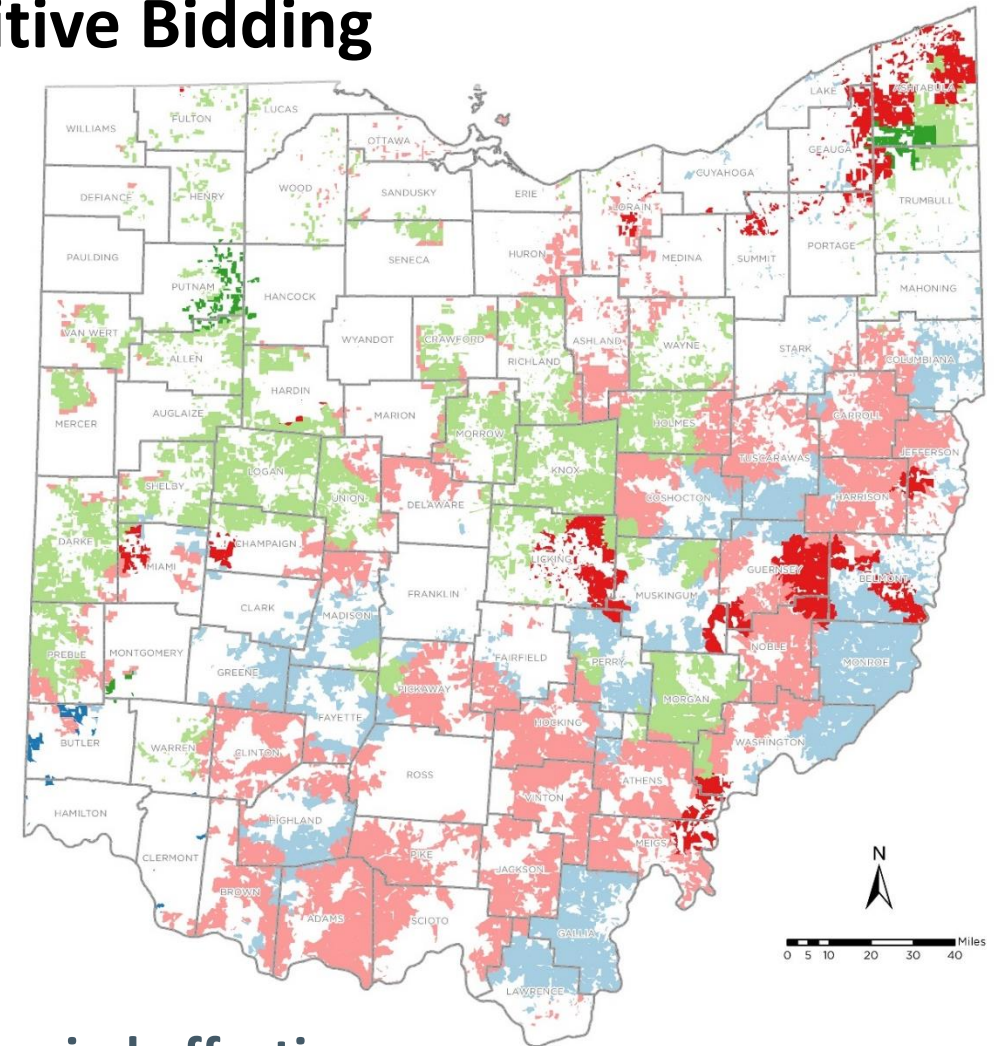 itive Bidding
LAKE
ASHTABULA
LUCAS
FULTON
WILLIAMS
OTTAWA
GEAUGA
CUYAHOGA
WOOD
SANDUSKY
ERIE
DEFIANCE
HENRY
LORAIN
TRUMBULL
PORTAGE
HURON
MEDINA
SUMMIT
SENECA
PAULDING
PUTNAM
HANCOCK
MAHONING
VAN WERT
WYANDOT
CRAWFORD
ASHLAND
WAYNE
STARK
ALLEN
RICHLAND
COLUMBIANA
HARDIN
AUGLAIZE
MARION
CARROLL
MERCER
HOLMES
MORROW
JEFFERSON
TUSCARAWAS
LOGAN
KNOX
SHELBY
UNION
COSHOCTON
HARRISON
DELAWARE
DARKE
CHAMPAIGN
LICKING
MIAMI
GUERNSEY
BELMONT
FRANKLIN
MUSKINGUM
CLARK
MADISON
NOBLE
PREBLE
MONTGOMERY
FAIRFIELD
PERRY
MONROE
GREENE
PICKAWAY
MORGAN
FAYETTE
HOCKING
BUTLER
WARREN
CLINTON
WASHINGTON
ROSS
ATHENS
VINTON
HAMILTON
HIGHLAND
MEIGS
CLERMONT
PIKE
JACKSON
N
BROWN
ADAMS
SCIOTO
GALLIA
Miles
0 5 10 20 30 40
LAWRENCE